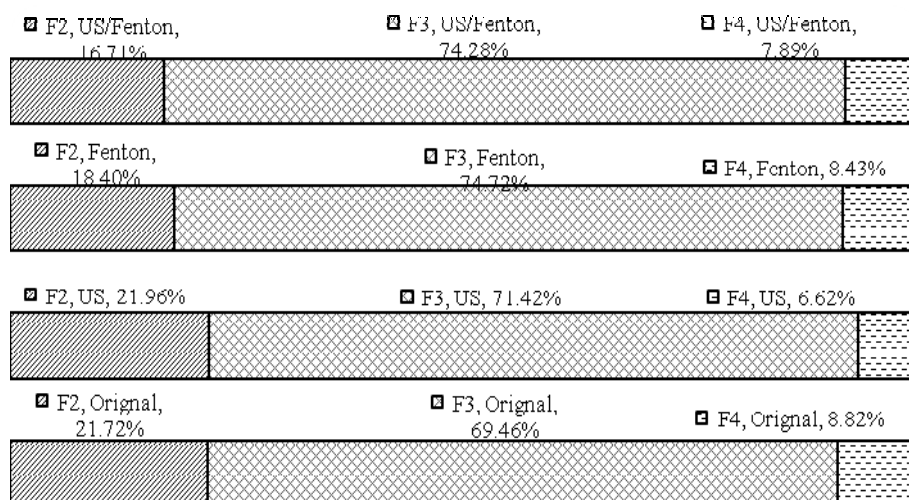 F2, US/Fenton, F3, US/Fenton, F4, US/Fenton,
16.71% 74.28% 7.89%
F2, Fenton, F3, Fenton, F4, Fenton, 8.43%
18.40% 74.72%
F2, US, 21.96% F3, US, 71.42% F4, US, 6.62%
F2, Orignal, F3, Orignal, F4, Orignal, 8.82%
21.72% 69.46%